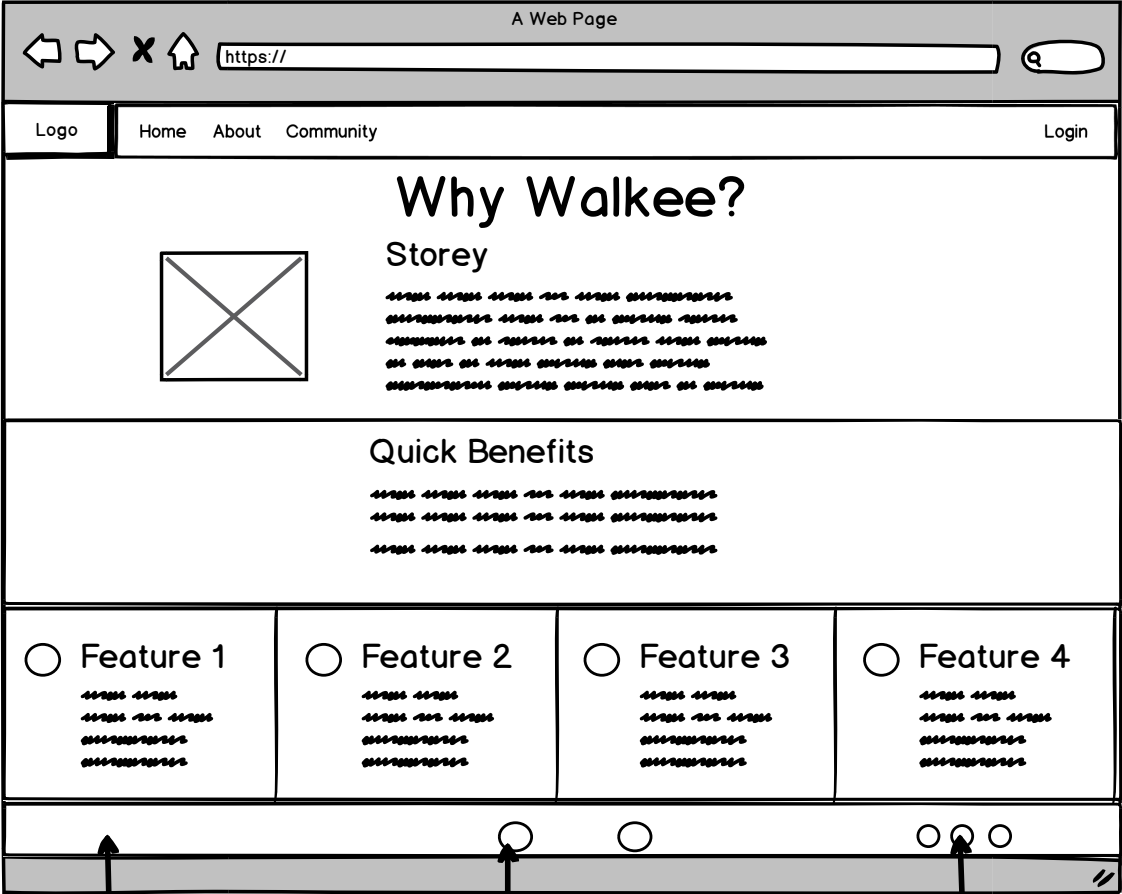 A Web Page
https://
Logo
Home About Community Login
Why Walkee?
Storey
Quick Benefits
Feature 1
Feature 2
Feature 3
Feature 4